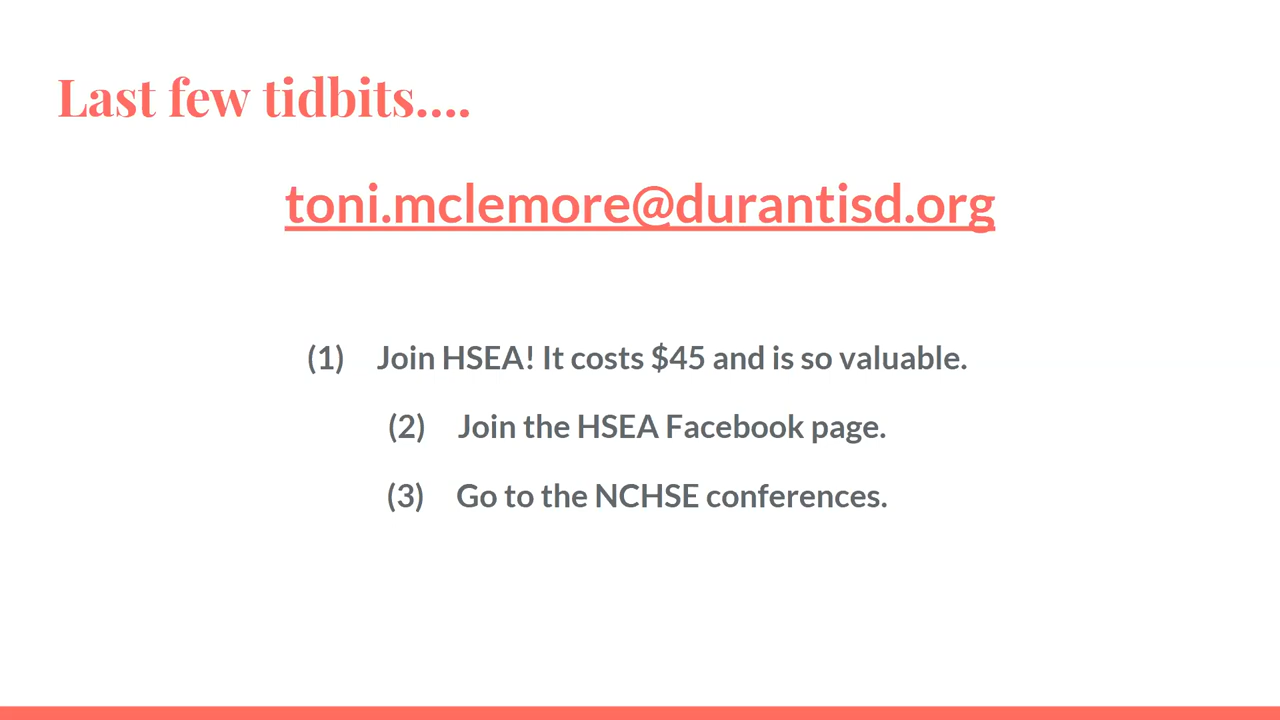 Last few tidbits....
toni.mclemore@durantisd.org
(1) Join HSEA! It costs $45 and is so valuable.
(2) Join the HSEA Facebook page.
(3) Go to the NCHSE conferences.